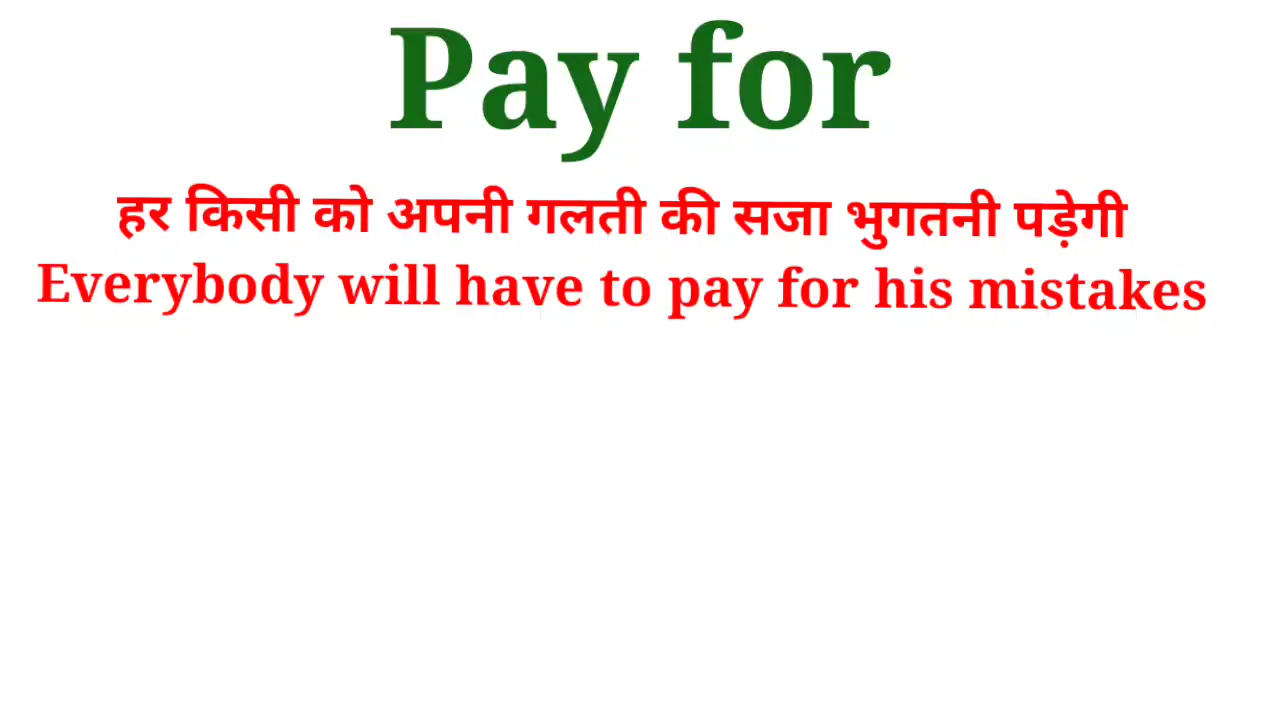 Pay for
हर किसी को अपनी गलती की सजा भुगतनी पड़ेगी
Everybody will have to pay for his mistakes